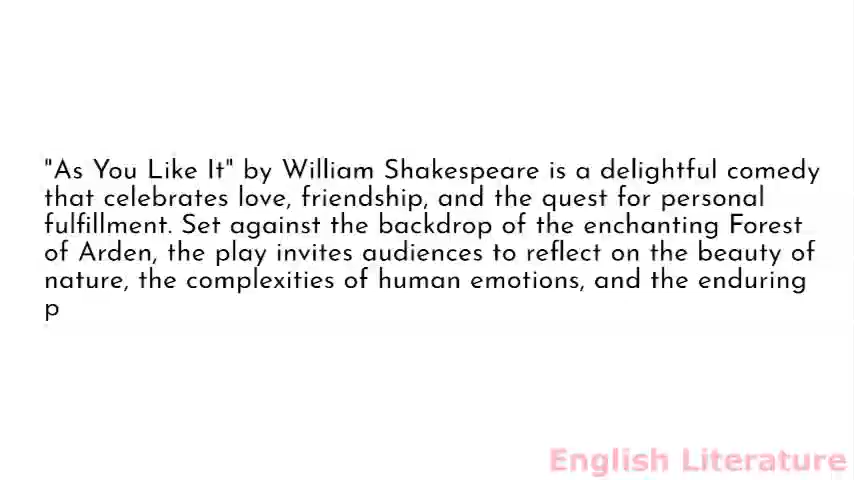 "As You Like It" by William Shakespeare is a delightful comedy
that celebrates love, friendship, and the quest for personal
fulfillment. Set against the backdrop of the enchanting Forest
of Arden, the play invites audiences to reflect on the beauty of
nature, the complexities of human emotions, and the enduring
p
English Literature